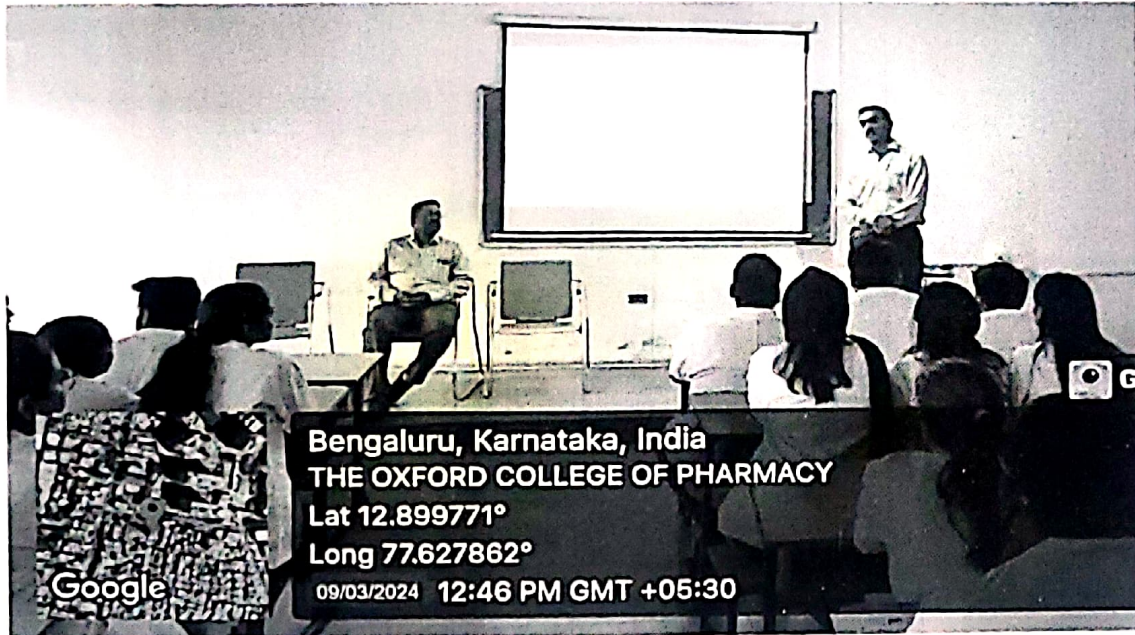 Bengaluru, Karnataka, India
THE OXFORD COLLEGE OF PHARMACY
Lat 12.899771°
Long 77.627862°
09/03/2024 12:46 PM GMT +05:30
Google
G